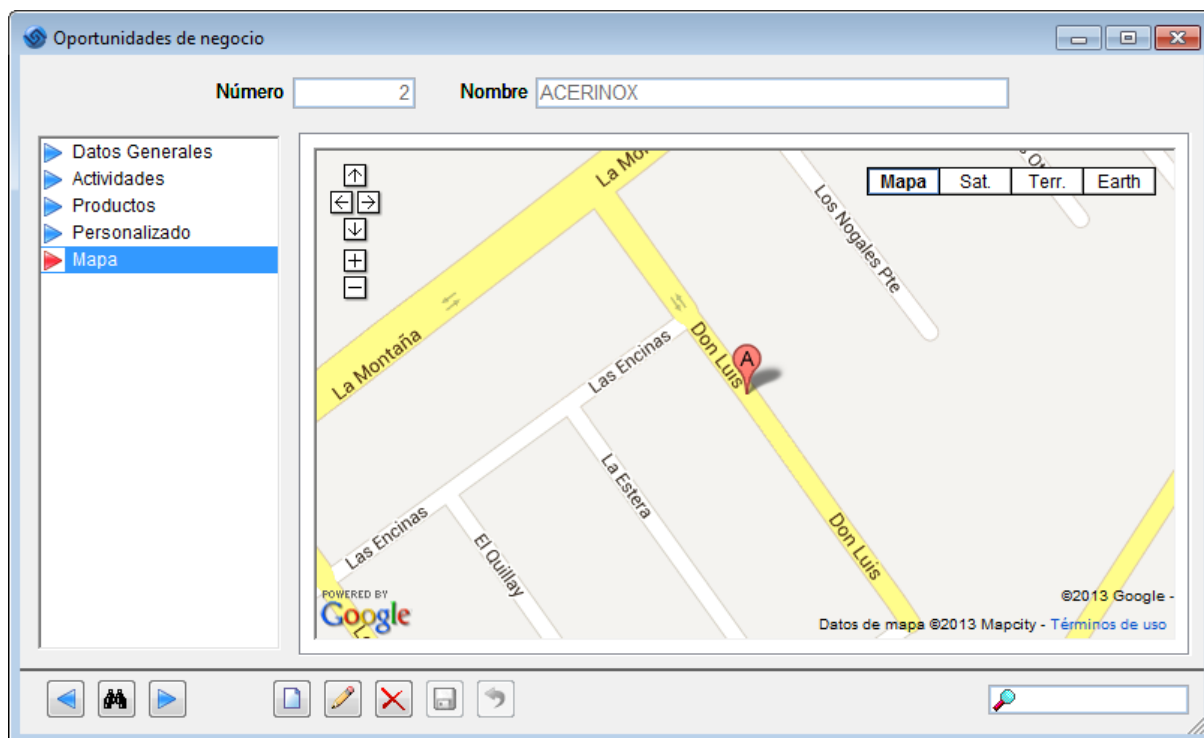 Oportunidades de negocio
Número 2 Nombre ACERINOX
Datos Generales
Actividades
Productos
Personalizado
Mapa
Mapa Sat. Terr. Earth
La Montaña
Los Nogales Pte
La Montaña
Don Luis
Las Encinas
La Estera
Don Luis
Las Encinas
El Quillay
A
POWERED BY
Google
©2013 Google -
Datos de mapa ©2013 Mapcity - Términos de uso